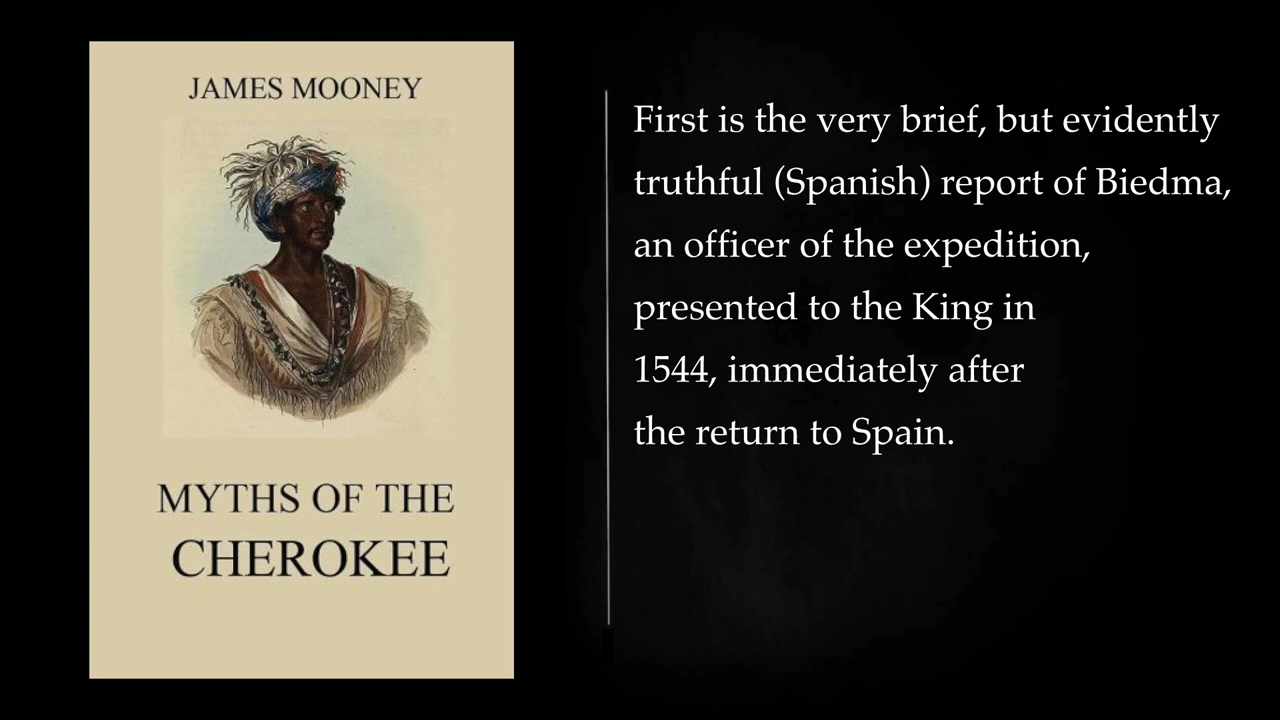 JAMES MOONEY
MYTHS OF THE
CHEROKEE
First is the very brief, but evidently
truthful (Spanish) report of Biedma,
an officer of the expedition,
presented to the King in
1544, immediately after
the return to Spain.